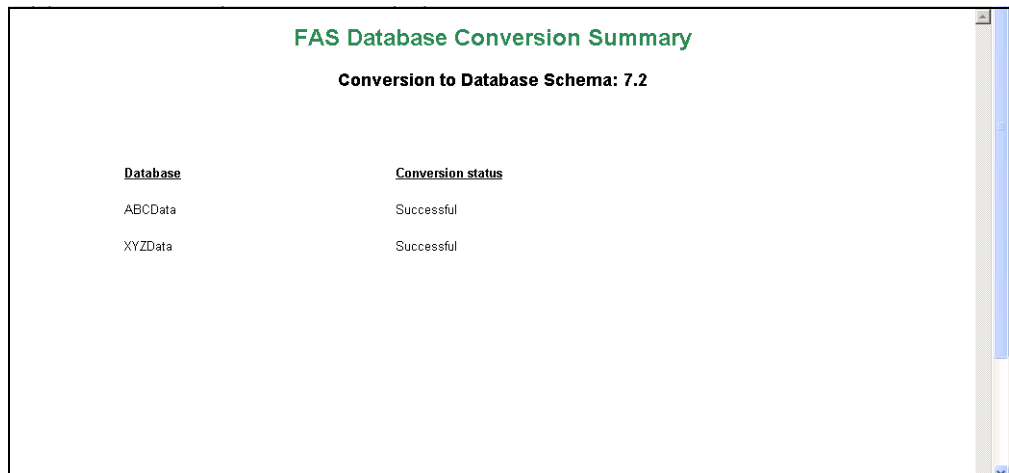 FAS Database Conversion Summary
Conversion to Database Schema: 7.2
Database Conversion status
ABCData Successful
XYZData Successful